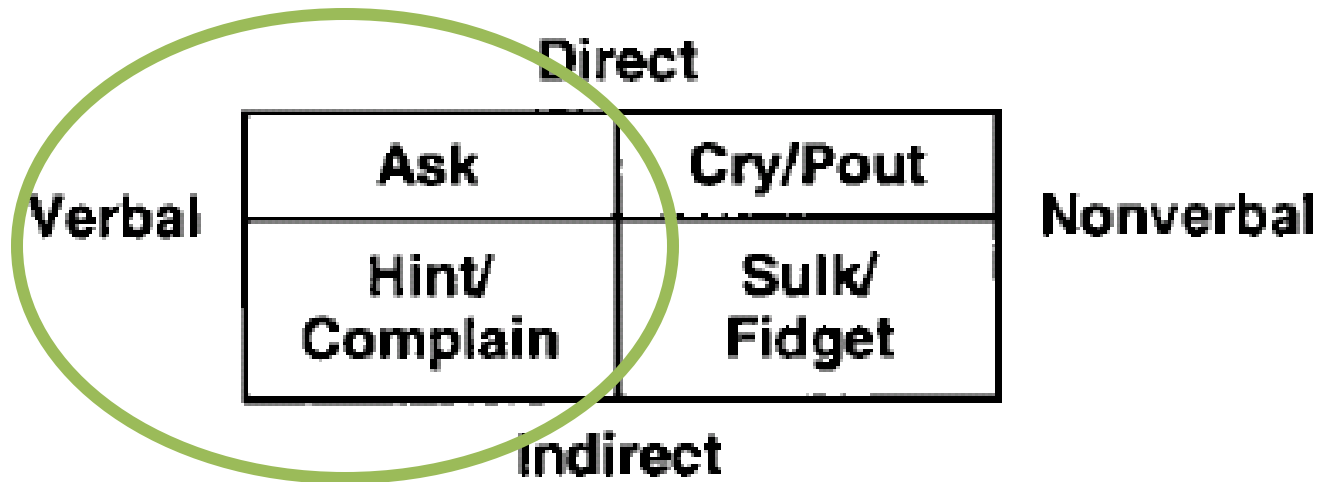 Direct
Ask Cry/Pout
Verbal Nonverbal
Hint/ Sulk/
Complain Fidget
Indirect